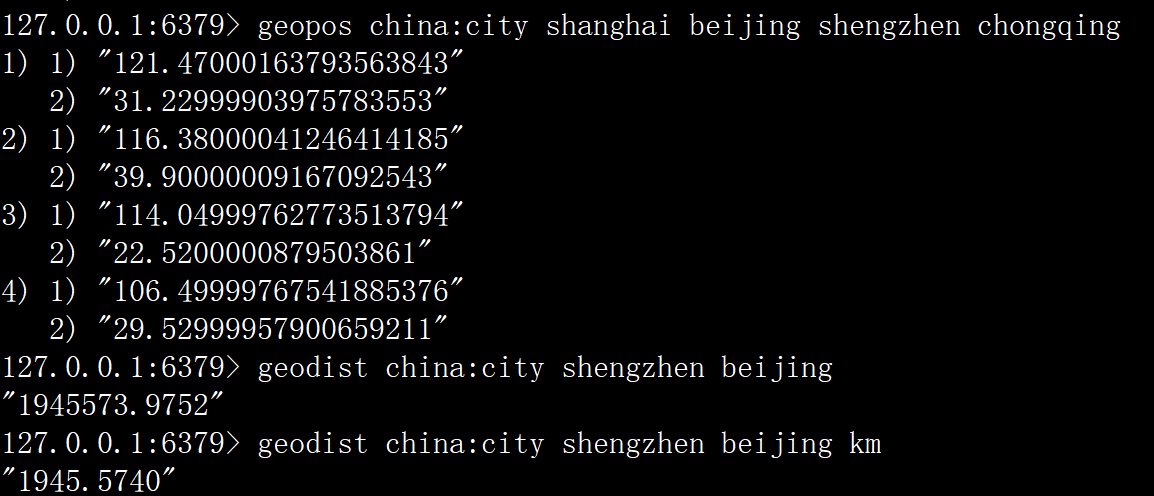 127.0.0.1:6379> geopos china:city shanghai beijing shengzhen chongqing
1) 1) "121.47000163793563843"
   2) "31.22999903975783553"
2) 1) "116.38000041246414185"
   2) "39.90000009167092543"
3) 1) "114.04999762773513794"
   2) "22.5200000879503861"
4) 1) "106.49999767541885376"
   2) "29.52999957900659211"
127.0.0.1:6379> geodist china:city shengzhen beijing
"1945573.9752"
127.0.0.1:6379> geodist china:city shengzhen beijing km
"1945.5740"